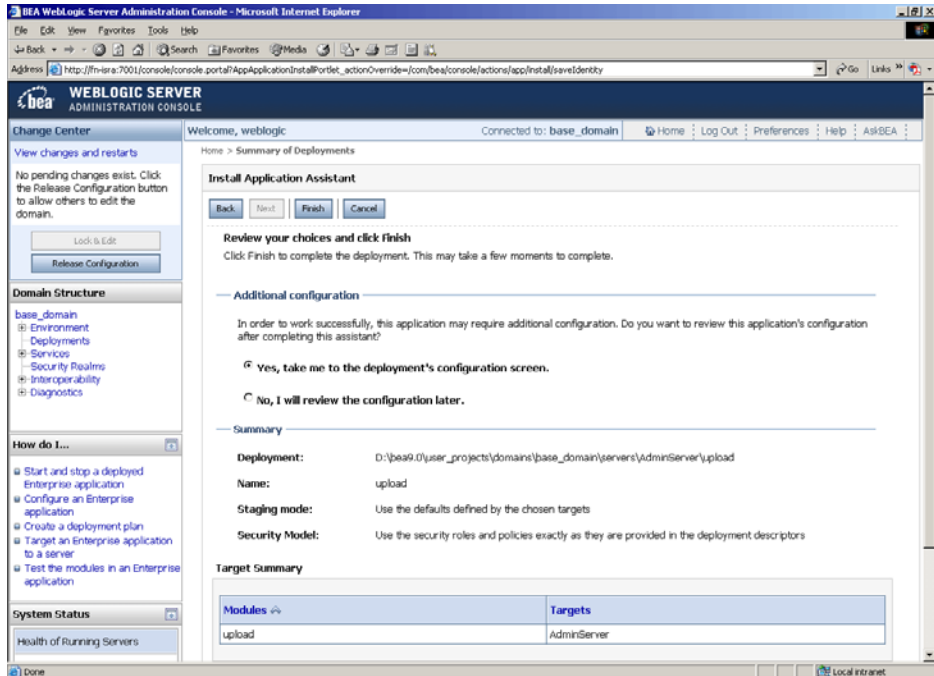 BEA WebLogic Server Administration Console - Microsoft Internet Explorer
File Edit View Favorites Tools Help
Back Search Favorites Media
Address http://fn-isra:7001/console/console.portal?AppApplicationInstallPortlet_actionOverride=/com/bea/console/actions/app/install/saveIdentity Go Links »
bea WEBLOGIC SERVER
ADMINISTRATION CONSOLE
Change Center
View changes and restarts
No pending changes exist. Click
the Release Configuration button
to allow others to edit the
domain.
Lock & Edit
Release Configuration
Domain Structure
base_domain
Environment
Deployments
Services
Security Realms
Interoperability
Diagnostics
How do I...
Start and stop a deployed
Enterprise application
Configure an Enterprise
application
Create a deployment plan
Target an Enterprise application
to a server
Test the modules in an Enterprise
application
System Status
Health of Running Servers
Welcome, weblogic Connected to: base_domain Home Log Out Preferences Help AskBEA
Home > Summary of Deployments
Install Application Assistant
Back Next Finish Cancel
Review your choices and click Finish
Click Finish to complete the deployment. This may take a few moments to complete.
Additional configuration
In order to work successfully, this application may require additional configuration. Do you want to review this application's configuration
after completing this assistant?
Yes, take me to the deployment's configuration screen.
No, I will review the configuration later.
Summary
Deployment: D:\bea9.0\user_projects\domains\base_domain\servers\AdminServer\upload
Name: upload
Staging mode: Use the defaults defined by the chosen targets
Security Model: Use the security roles and policies exactly as they are provided in the deployment descriptors
Target Summary
Modules Targets
upload AdminServer
Done Local intranet